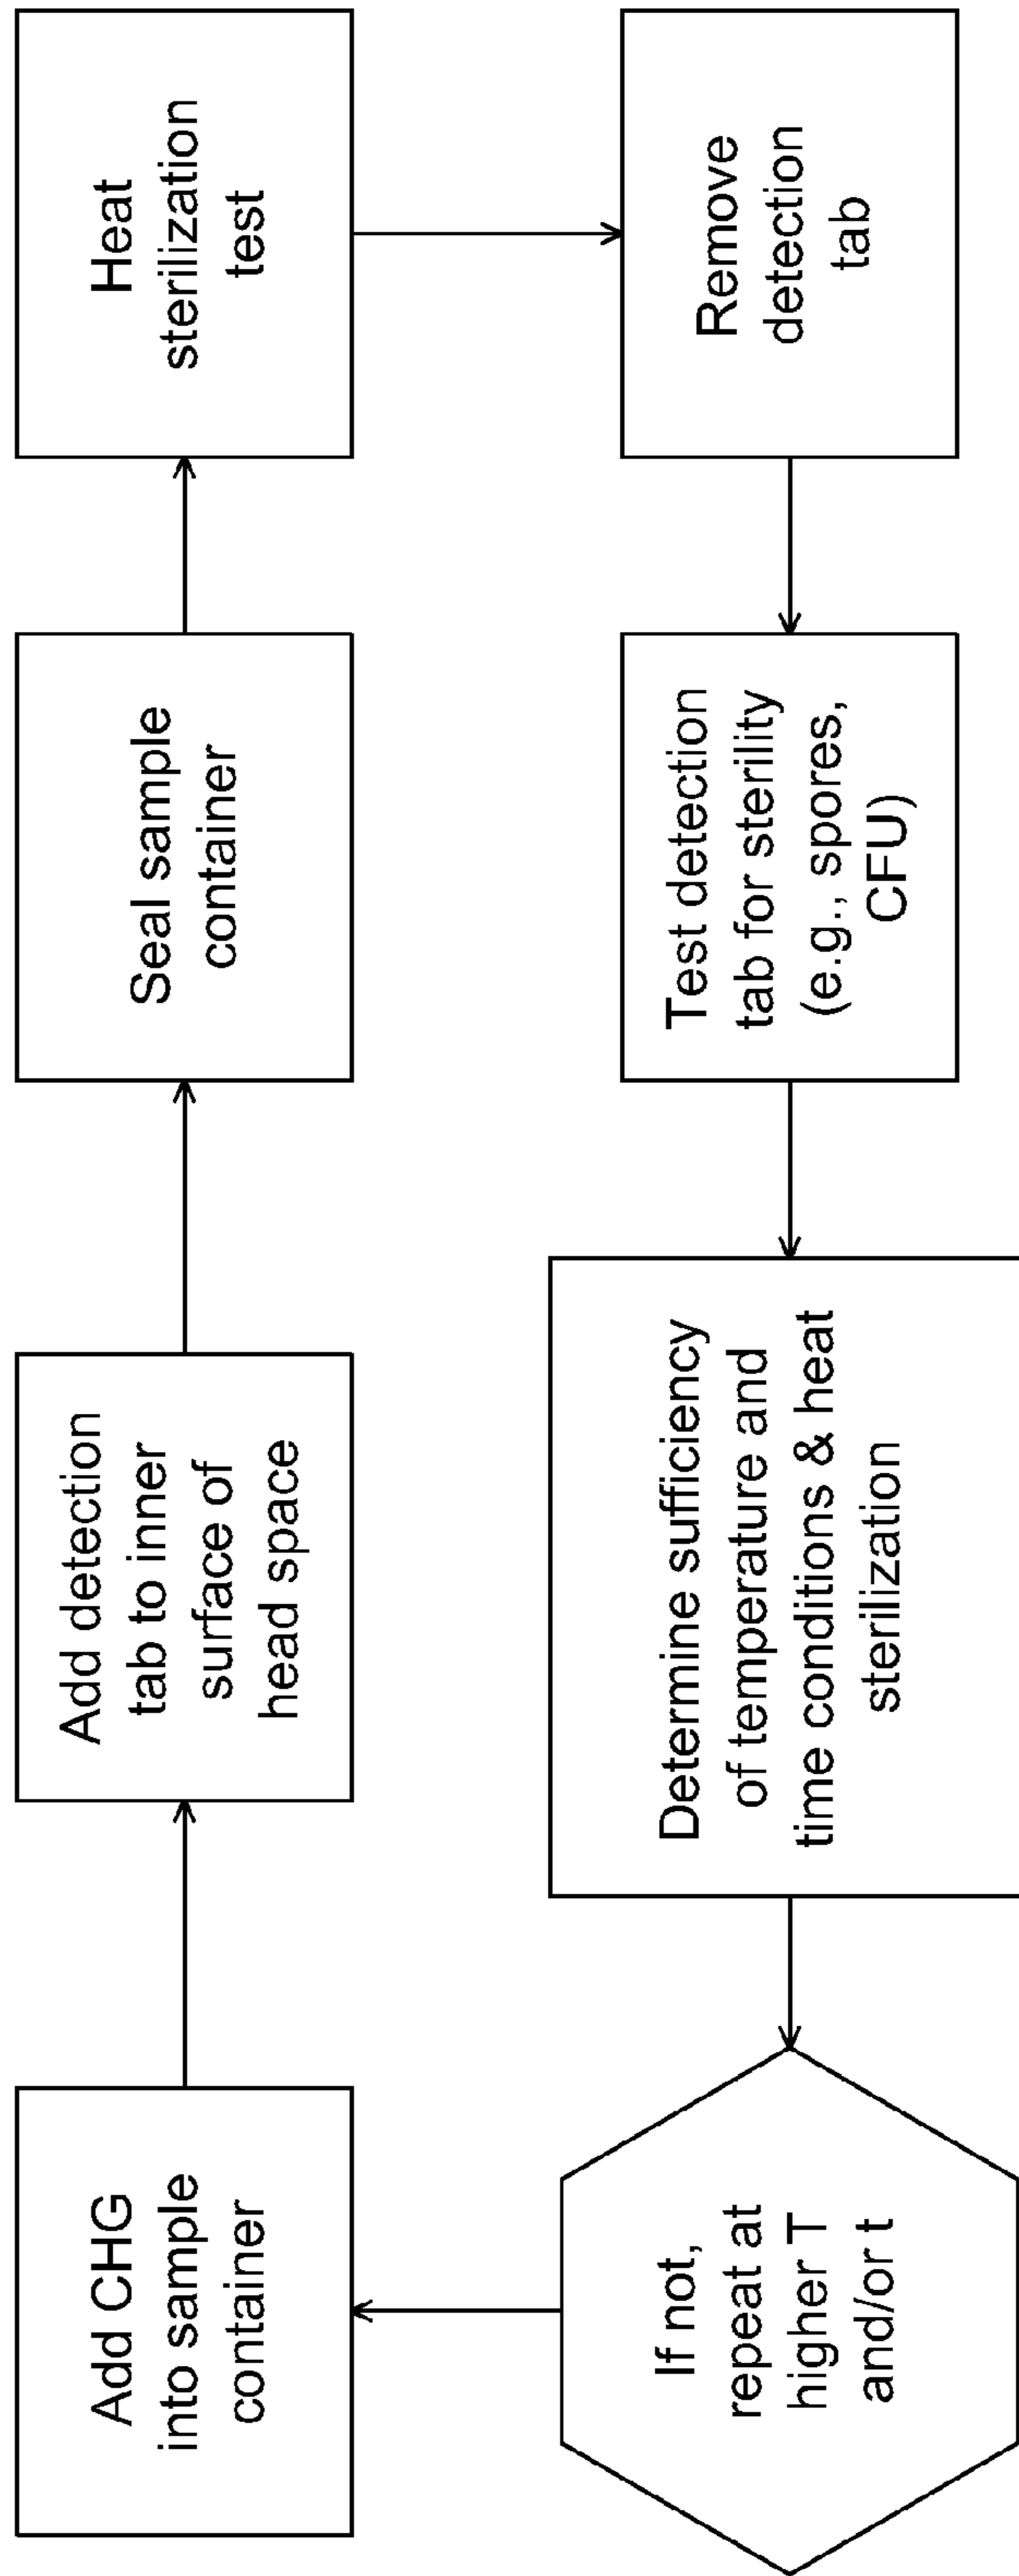 Add CHG
into sample
container
Add detection
tab to inner
surface of
head space
Seal sample
container
Heat
sterilization
test
Remove
detection
tab
Test detection
tab for sterility
(e.g., spores,
CFU)
Determine sufficiency
of temperature and
time conditions & heat
sterilization
If not,
repeat at
higher T
and/or t